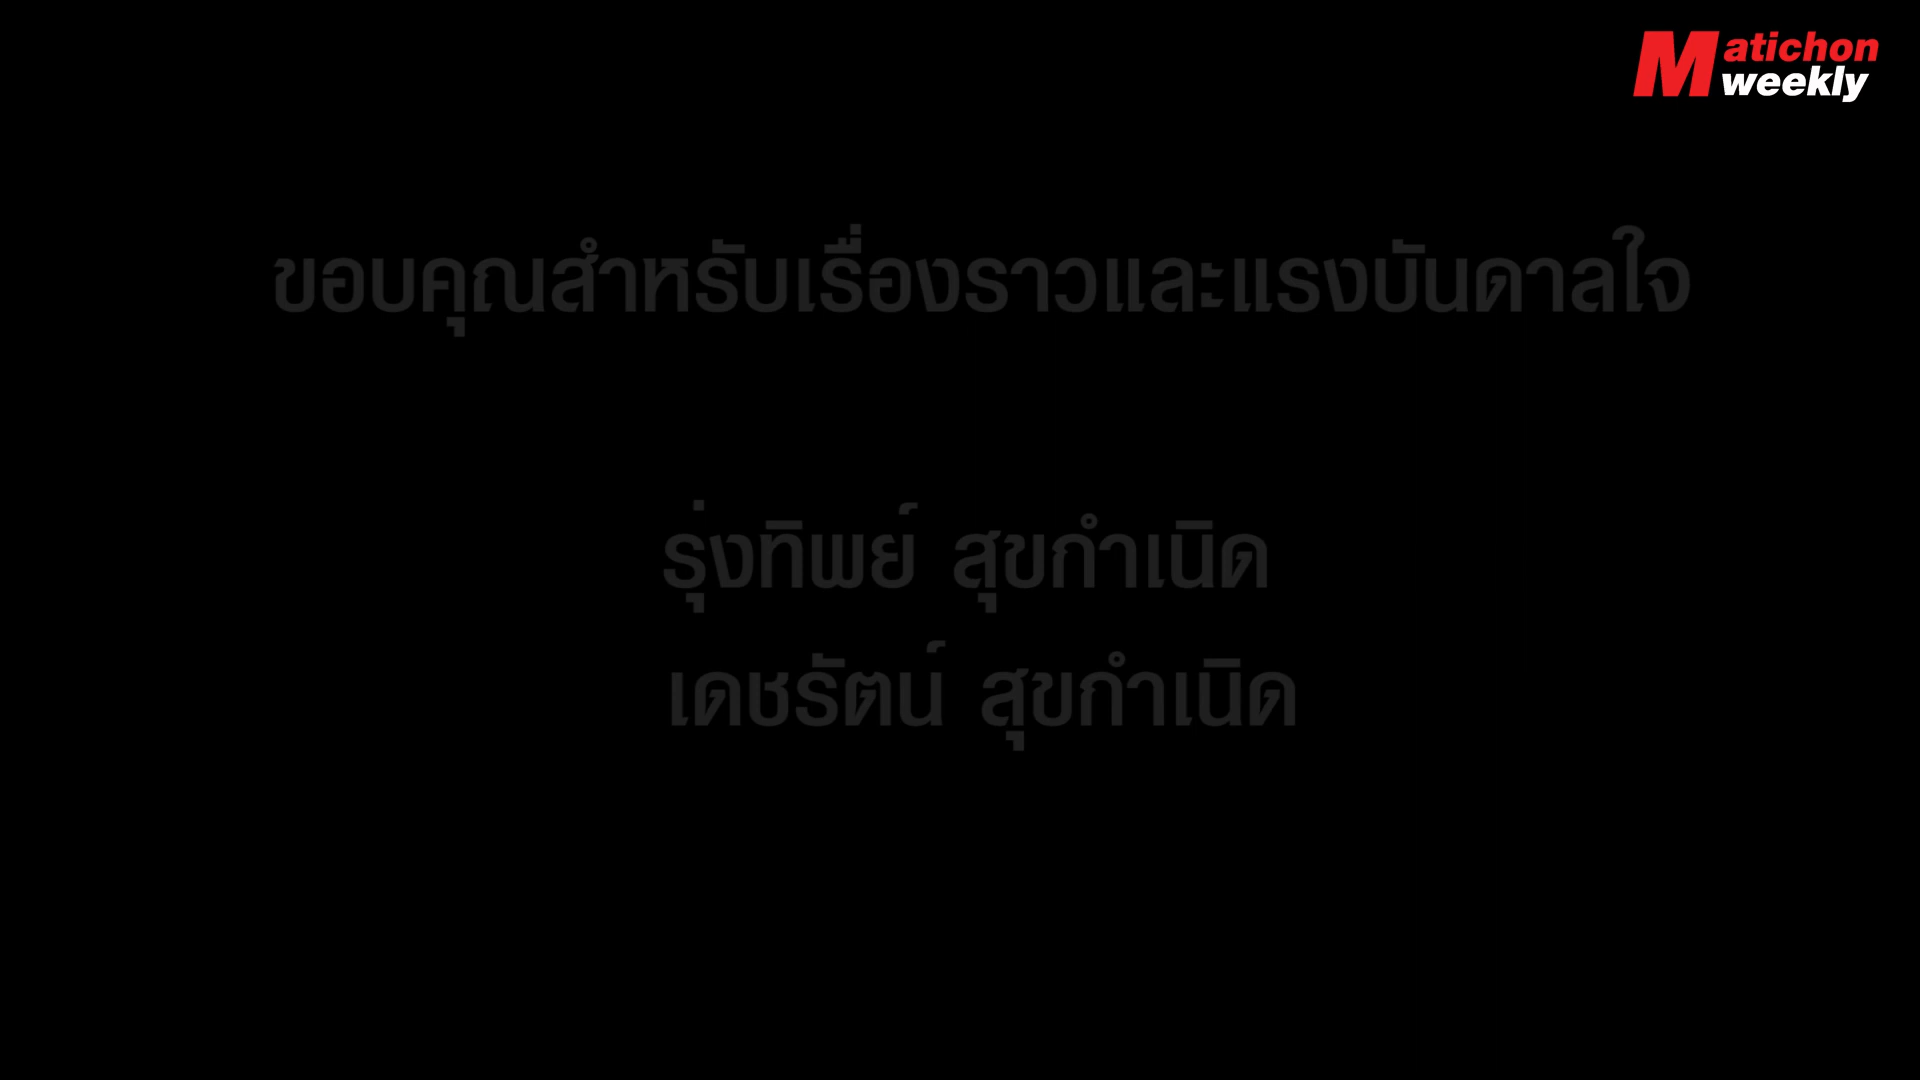 Matichon
weekly
ขอบคุณสำหรับเรื่องราวและแรงบันดาลใจ
รุ่งทิพย์ สุขกำเนิด
เดชรัตน์ สุขกำเนิด